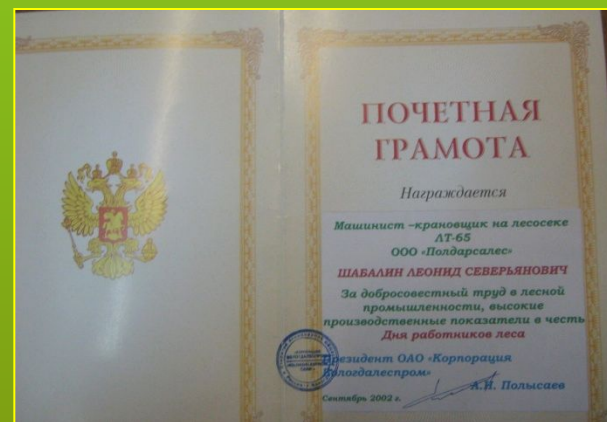 ПОЧЕТНАЯ
ГРАМОТА
Награждается
Машинист –крановщик на лесосеке
ЛТ-65
ООО «Полдарсалес»
ШАБАЛИН ЛЕОНИД СЕВЕРЬЯНОВИЧ
За добросовестный труд в лесной
промышленности, высокие
производственные показатели в честь
Дня работников леса
Президент ОАО «Корпорация
Вологдалеспром»
А.И. Полысаев
Сентябрь 2002 г.